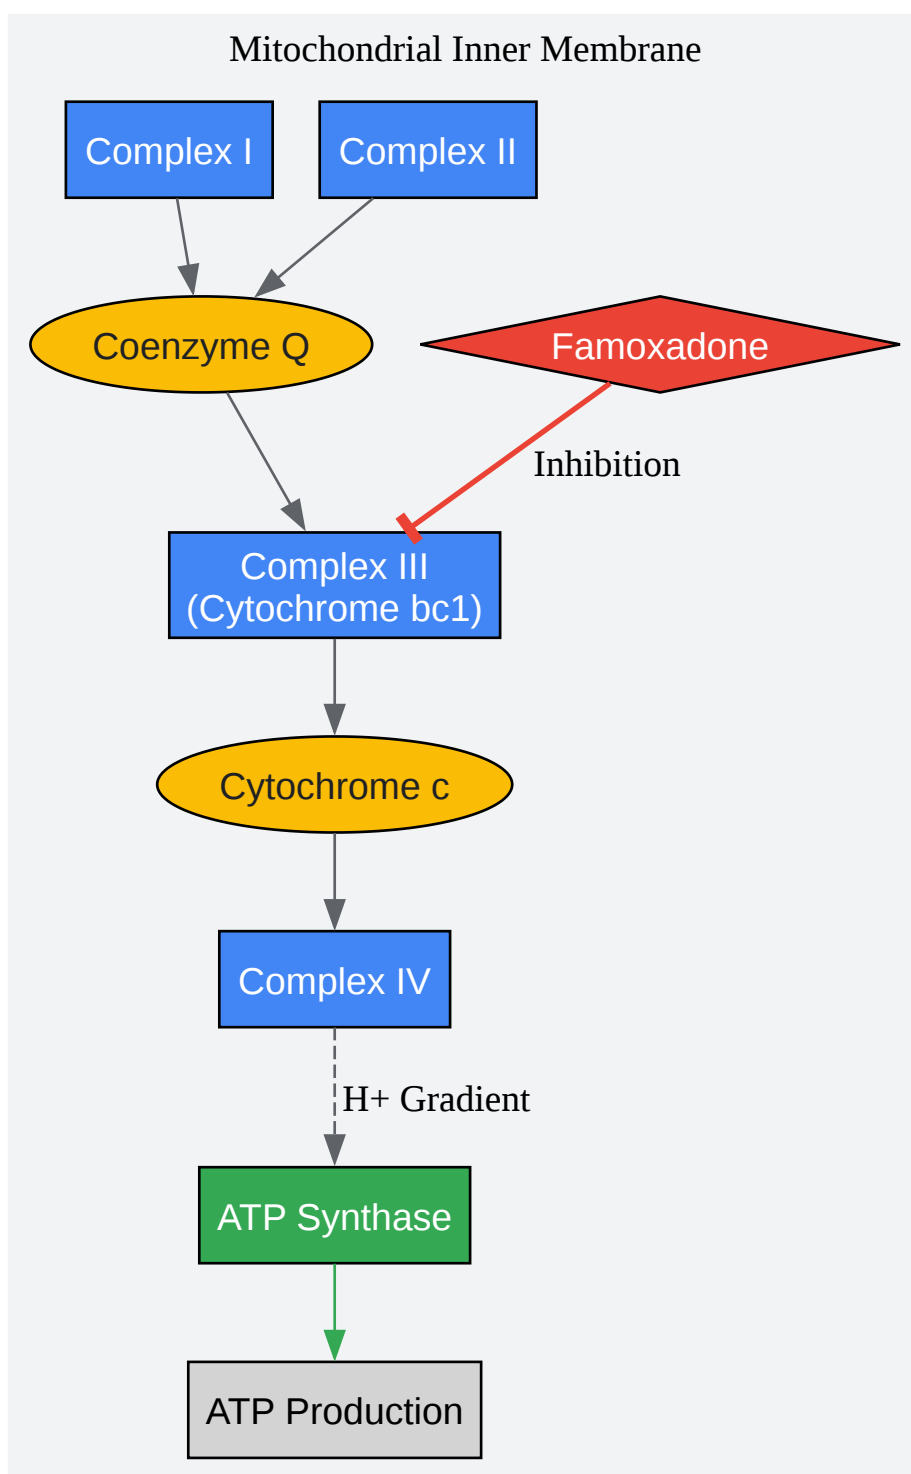 Mitochondrial Inner Membrane
Complex I
Complex II
Coenzyme Q
Famoxadone
Inhibition
Complex III
(Cytochrome bc1)
Cytochrome c
Complex IV
H+ Gradient
ATP Synthase
ATP Production